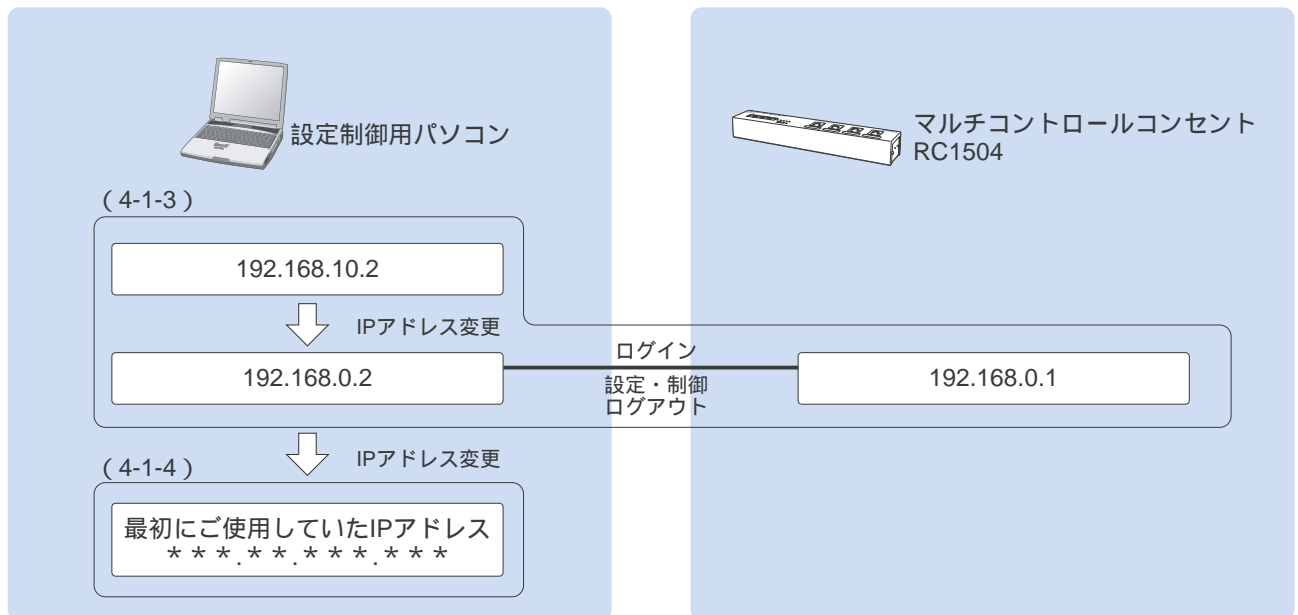 設定制御用パソコン
マルチコントロールコンセント
RC1504
( 4-1-3 )
192.168.10.2
IPアドレス変更
192.168.0.2
ログイン
設定・制御
ログアウト
192.168.0.1
IPアドレス変更
( 4-1-4 )
最初にご使用していたIPアドレス
＊＊＊.＊＊.＊＊＊.＊＊＊